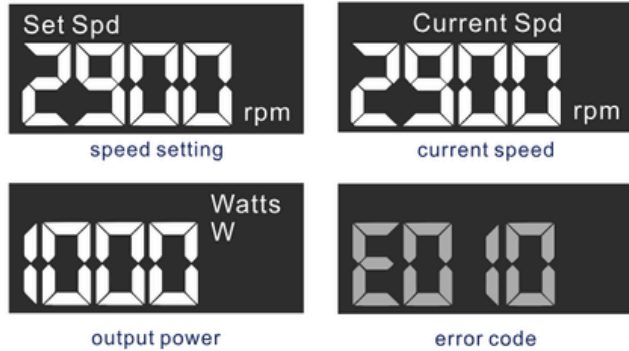 Set Spd
2900 rpm
speed setting
Current Spd
2900 rpm
current speed
Watts
W
1000
output power
E010
error code